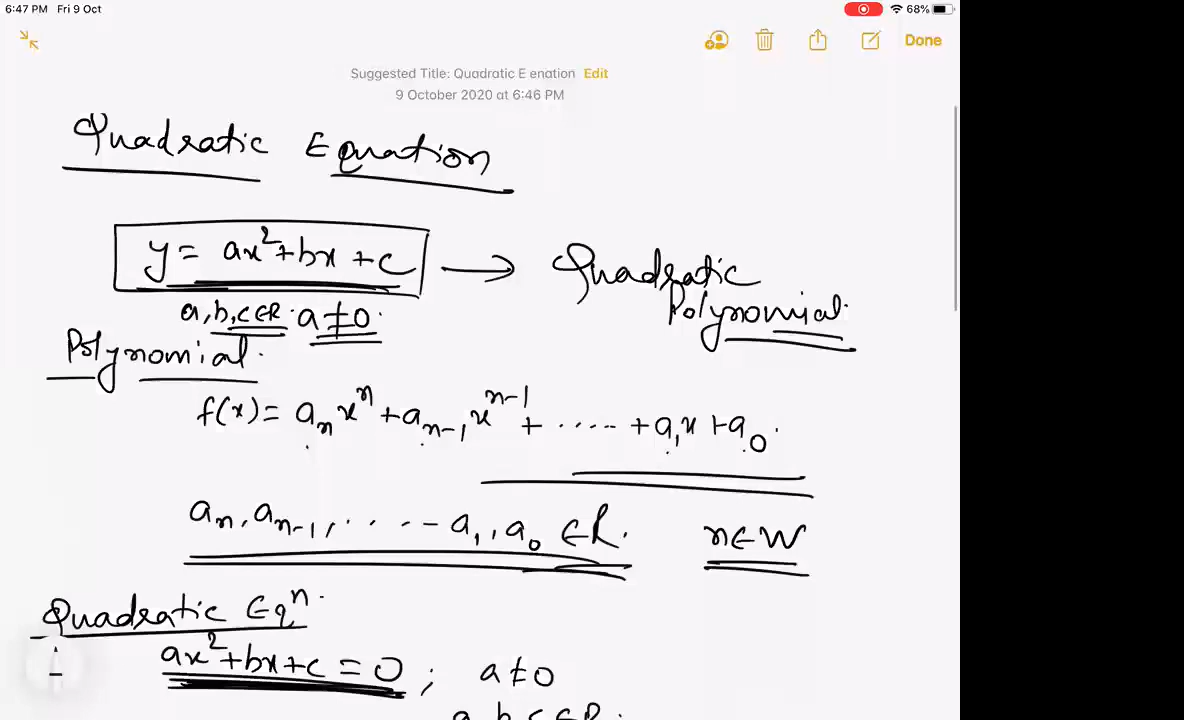 6:47 PM Fri 9 Oct
68%
Done
Suggested Title: Quadratic E enation Edit
9 October 2020 at 6:46 PM
Quadratic Equation
y = ax²+bx+c → Quadratic Polynomial.
a,b,c∈R. a≠0.
Polynomial.
f(x) = aₙxⁿ + aₙ₋₁xⁿ⁻¹ + ..... + a₁x + a₀.
aₙ, aₙ₋₁, ..... a₁, a₀ ∈R. n∈W
Quadratic Eqⁿ.
ax²+bx+c = 0 ; a≠0
a, b, c ∈R.